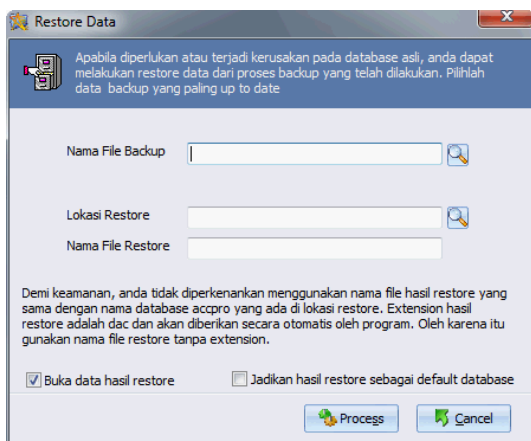 Restore Data
Apabila diperlukan atau terjadi kerusakan pada database asli, anda dapat
melakukan restore data dari proses backup yang telah dilakukan. Pilihlah
data backup yang paling up to date
Nama File Backup
Lokasi Restore
Nama File Restore
Demi keamanan, anda tidak diperkenankan menggunakan nama file hasil restore yang
sama dengan nama database accpro yang ada di lokasi restore. Extension hasil
restore adalah dac dan akan diberikan secara otomatis oleh program. Oleh karena itu
gunakan nama file restore tanpa extension.
Buka data hasil restore Jadikan hasil restore sebagai default database
Process Cancel